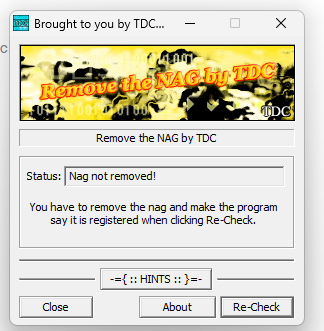 Brought to you by TDC...
Remove the NAG by TDC
TDC
Remove the NAG by TDC
Status: Nag not removed!
You have to remove the nag and make the program
say it is registered when clicking Re-Check.
-={ :: HINTS :: }=-
Close About Re-Check